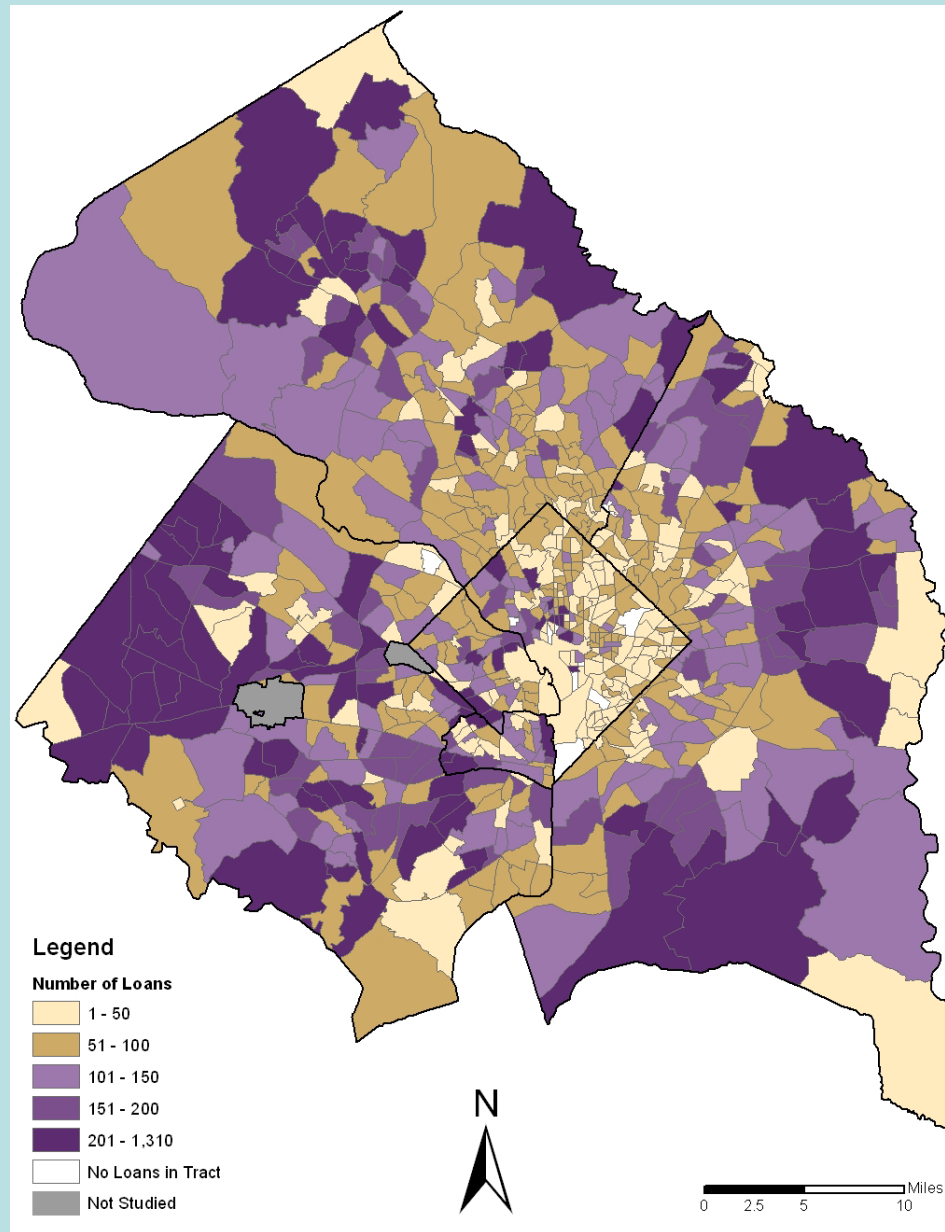 Legend
Number of Loans
1 - 50
51 - 100
101 - 150
151 - 200
201 - 1,310
No Loans in Tract
Not Studied
N
Miles
0 2.5 5 10